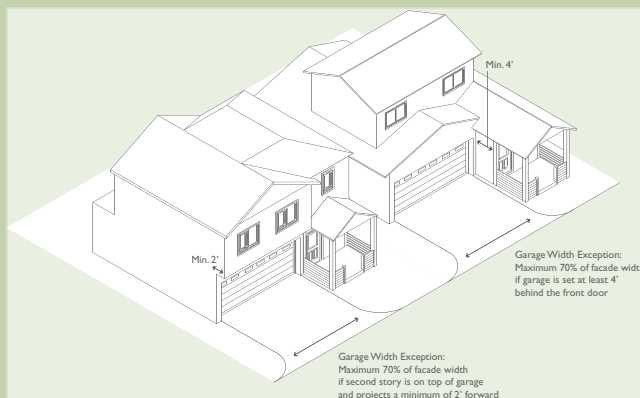 Min. 4'
Min. 2'
Garage Width Exception:
Maximum 70% of facade widt
if garage is set at least 4'
behind the front door
Garage Width Exception:
Maximum 70% of facade width
if second story is on top of garage
and projects a minimum of 2' forward